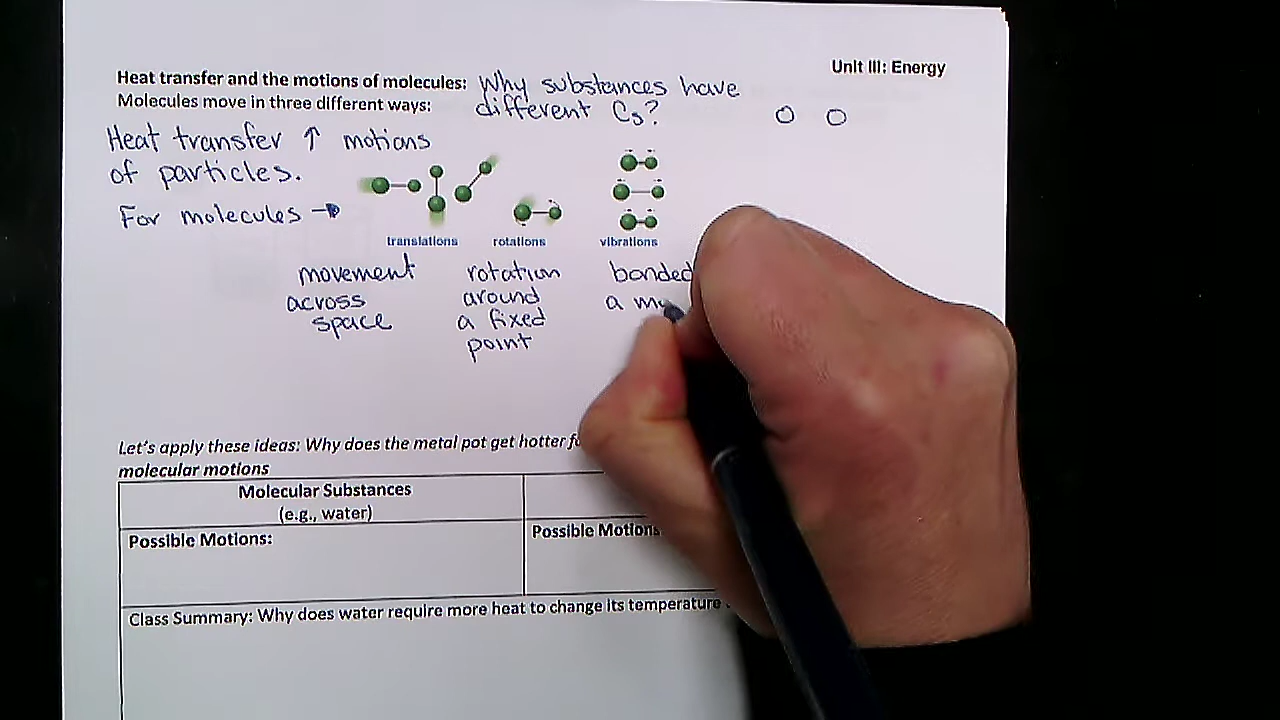 Unit III: Energy
Heat transfer and the motions of molecules: Why substances have
Molecules move in three different ways: different Cs?
Heat transfer ↑ motions
of particles.
For molecules →
translations rotations vibrations
movement
across
space
rotation
around
a fixed
point
bonded
a
Let's apply these ideas: Why does the metal pot get hotter
molecular motions
Molecular Substances
(e.g., water)
Possible Motions:
Possible Motions
Class Summary: Why does water require more heat to change its temperature